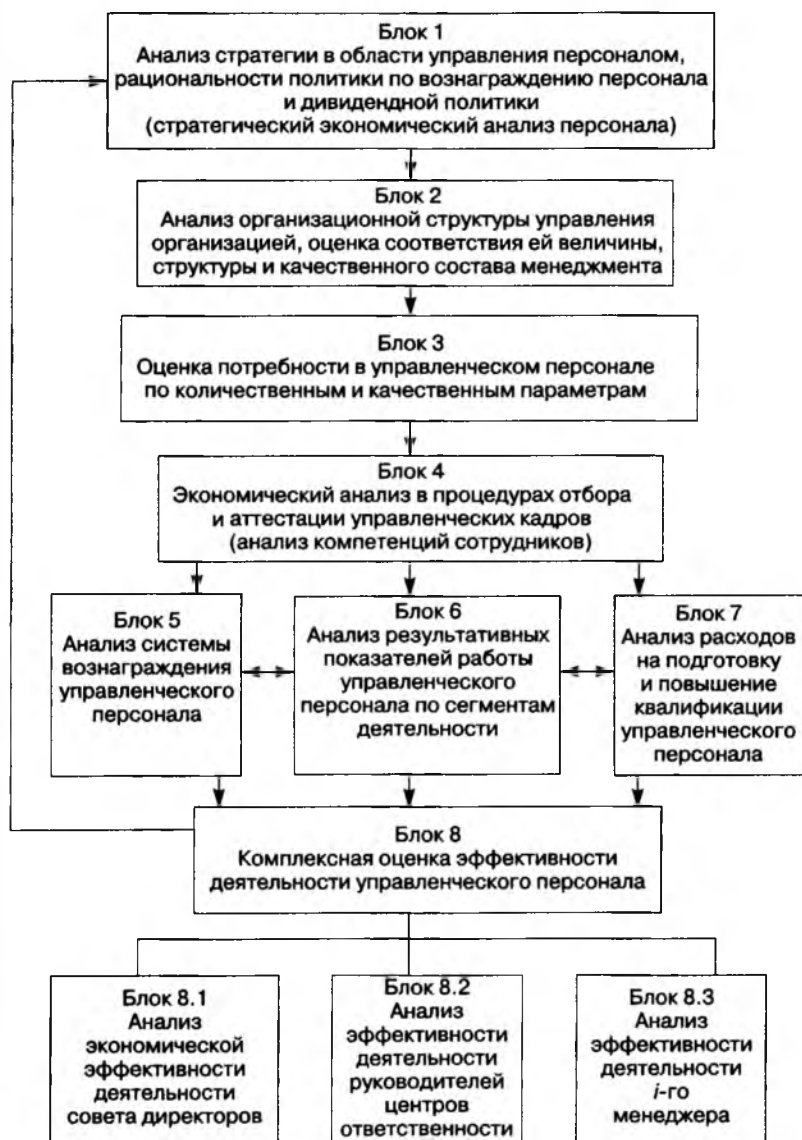 Блок 1
Анализ стратегии в области управления персоналом,
рациональности политики по вознаграждению персонала
и дивидендной политики
(стратегический экономический анализ персонала)
Блок 2
Анализ организационной структуры управления
организацией, оценка соответствия ей величины,
структуры и качественного состава менеджмента
Блок 3
Оценка потребности в управленческом персонале
по количественным и качественным параметрам
Блок 4
Экономический анализ в процедурах отбора
и аттестации управленческих кадров
(анализ компетенций сотрудников)
Блок 5
Анализ системы
вознаграждения
управленческого
персонала
Блок 6
Анализ результативных
показателей работы
управленческого
персонала по сегментам
деятельности
Блок 7
Анализ расходов
на подготовку
и повышение
квалификации
управленческого
персонала
Блок 8
Комплексная оценка эффективности
деятельности управленческого персонала
Блок 8.1
Анализ
экономической
эффективности
деятельности
совета директоров
Блок 8.2
Анализ
эффективности
деятельности
руководителей
центров
ответственности
Блок 8.3
Анализ
эффективности
деятельности
i-го
менеджера